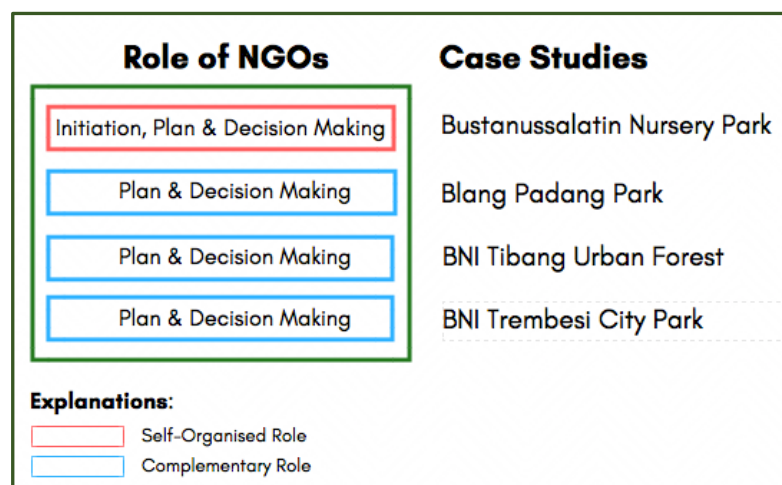 Role of NGOs Case Studies
Initiation, Plan & Decision Making Bustanussalatin Nursery Park
Plan & Decision Making Blang Padang Park
Plan & Decision Making BNI Tibang Urban Forest
Plan & Decision Making BNI Trembesi City Park
Explanations:
Self-Organised Role
Complementary Role